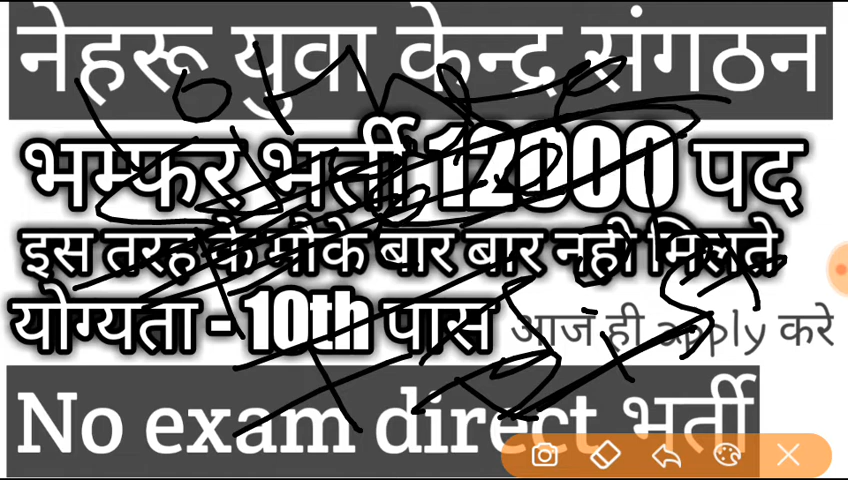 नेहरू युवा केन्द्र संगठन
भम्फर भर्ती 12000 पद
इस तरह के मौके बार बार नही मिलते
योग्यता - 10th पास आज ही apply करे
No exam direct भर्ती